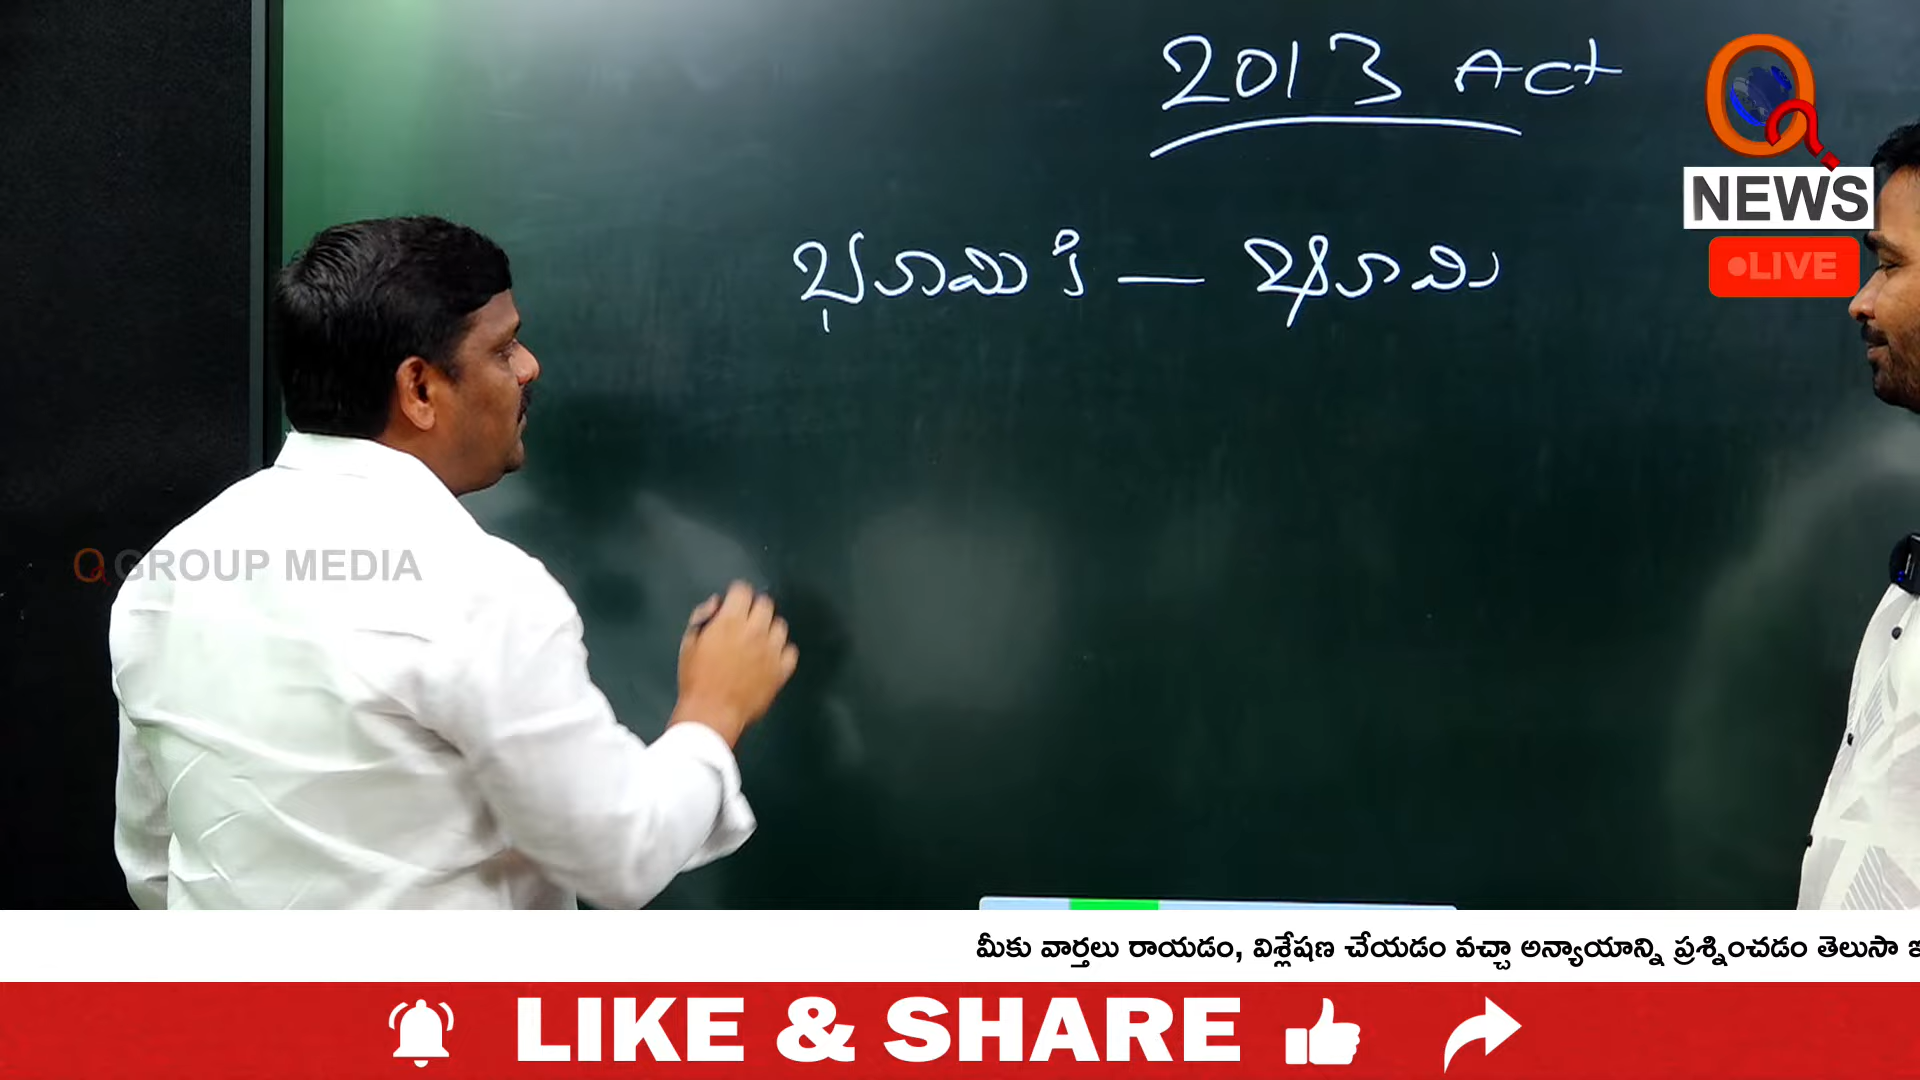 2013 Act
భూమికి — భూమి
Q
NEWS
LIVE
Q GROUP MEDIA
మీకు వార్తలు రాయడం, విశ్లేషణ చేయడం వచ్చా అన్యాయాన్ని ప్రశ్నించడం తెలుసా
LIKE & SHARE